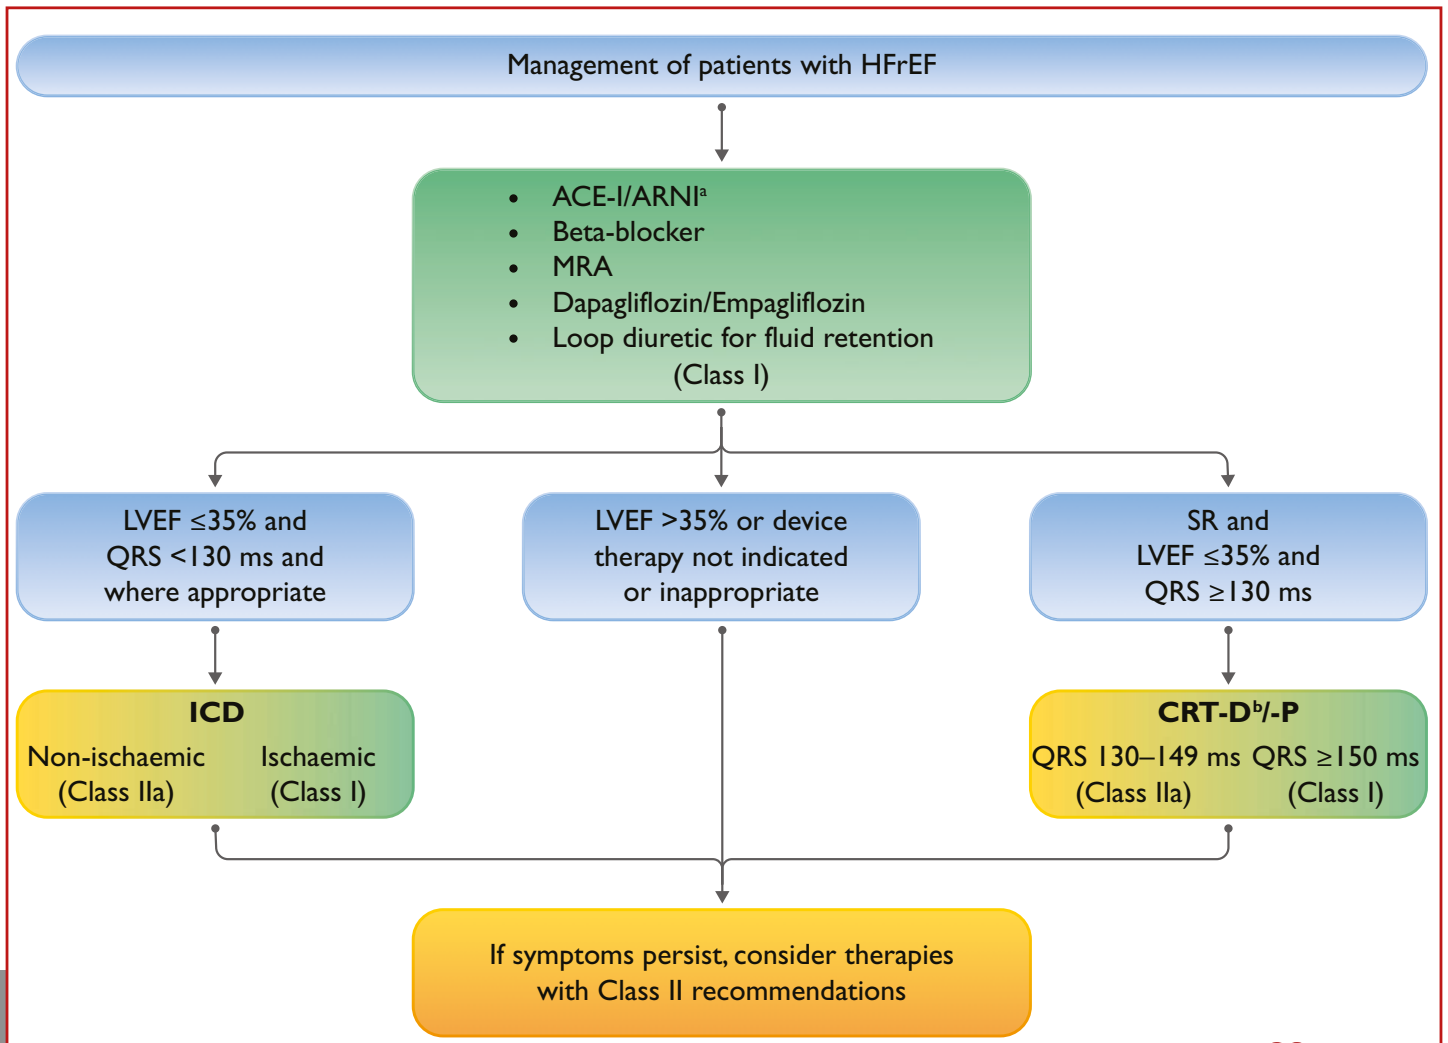 Management of patients with HFrEF
• ACE-I/ARNIᵃ
• Beta-blocker
• MRA
• Dapagliflozin/Empagliflozin
• Loop diuretic for fluid retention
(Class I)
LVEF ≤35% and
QRS <130 ms and
where appropriate
LVEF >35% or device
therapy not indicated
or inappropriate
SR and
LVEF ≤35% and
QRS ≥130 ms
ICD
Non-ischaemic
(Class IIa)
Ischaemic
(Class I)
CRT-Dᵇ/-P
QRS 130–149 ms
(Class IIa)
QRS ≥150 ms
(Class I)
If symptoms persist, consider therapies
with Class II recommendations